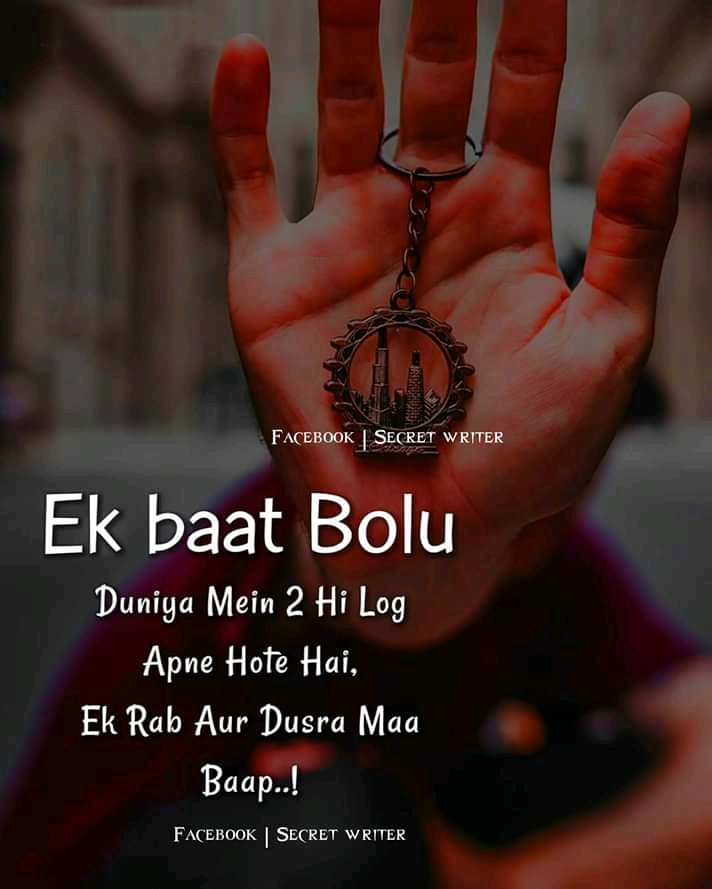 Facebook | Secret writer
Ek baat Bolu
Duniya Mein 2 Hi Log
Apne Hote Hai,
Ek Rab Aur Dusra Maa
Baap..!
Facebook | Secret writer